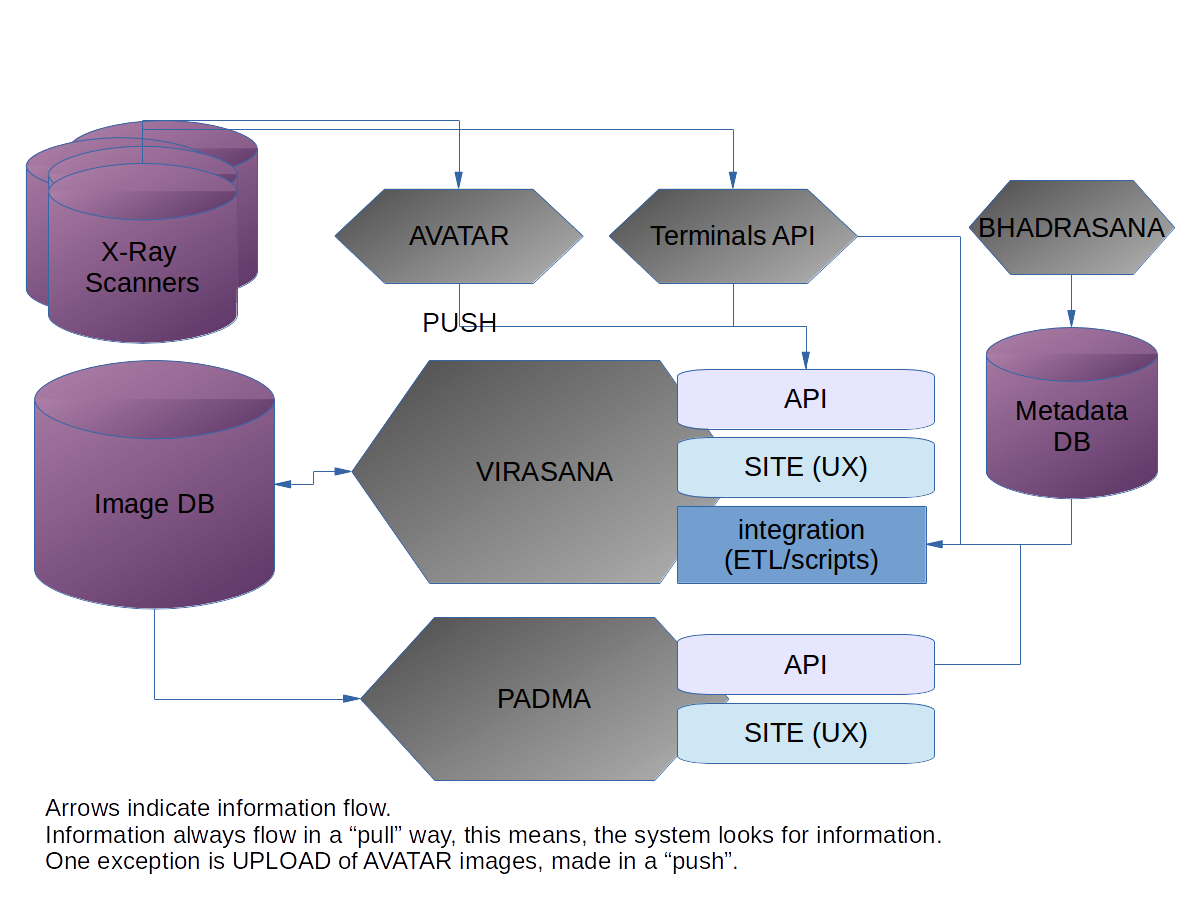 X-Ray
Scanners
AVATAR
Terminals API
BHADRASANA
PUSH
Metadata
DB
Image DB
VIRASANA
API
SITE (UX)
integration
(ETL/scripts)
PADMA
API
SITE (UX)
Arrows indicate information flow.
Information always flow in a “pull” way, this means, the system looks for information.
One exception is UPLOAD of AVATAR images, made in a “push”.